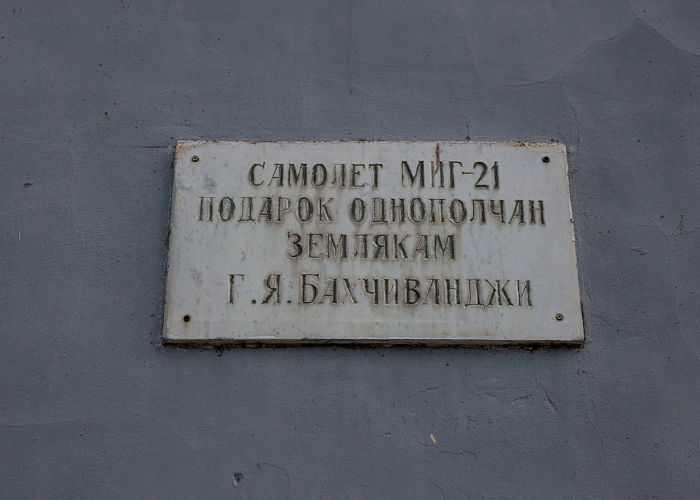 САМОЛЕТ МИГ-21
ПОДАРОК ОДНОПОЛЧАН
ЗЕМЛЯКАМ
Г.Я.БАХЧИВАНДЖИ